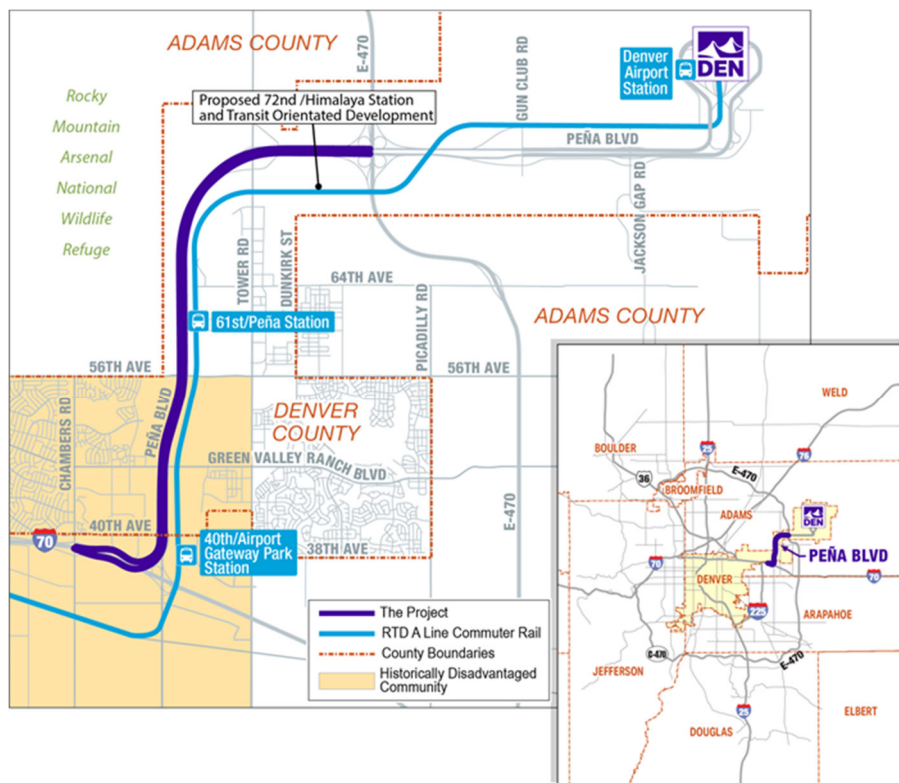 ADAMS COUNTY
E-470
GUN CLUB RD
Denver
Airport
Station
DEN
Rocky
Mountain
Arsenal
National
Wildlife
Refuge
Proposed 72nd /Himalaya Station
and Transit Orientated Development
PEÑA BLVD
JACKSON GAP RD
TOWER RD
DUNKIRK ST
64TH AVE
PICADILLY RD
ADAMS COUNTY
61st/Peña Station
56TH AVE
56TH AVE
CHAMBERS RD
PEÑA BLVD
DENVER
COUNTY
GREEN VALLEY RANCH BLVD
E-470
40TH AVE
70
40th/Airport
Gateway Park
Station
38TH AVE
The Project
RTD A Line Commuter Rail
County Boundaries
Historically Disadvantaged
Community
WELD
BOULDER
25
76
36
E-470
BROOMFIELD
ADAMS
DEN
PEÑA BLVD
70
70
DENVER
225
ARAPAHOE
C-470
E-470
JEFFERSON
ELBERT
25
DOUGLAS